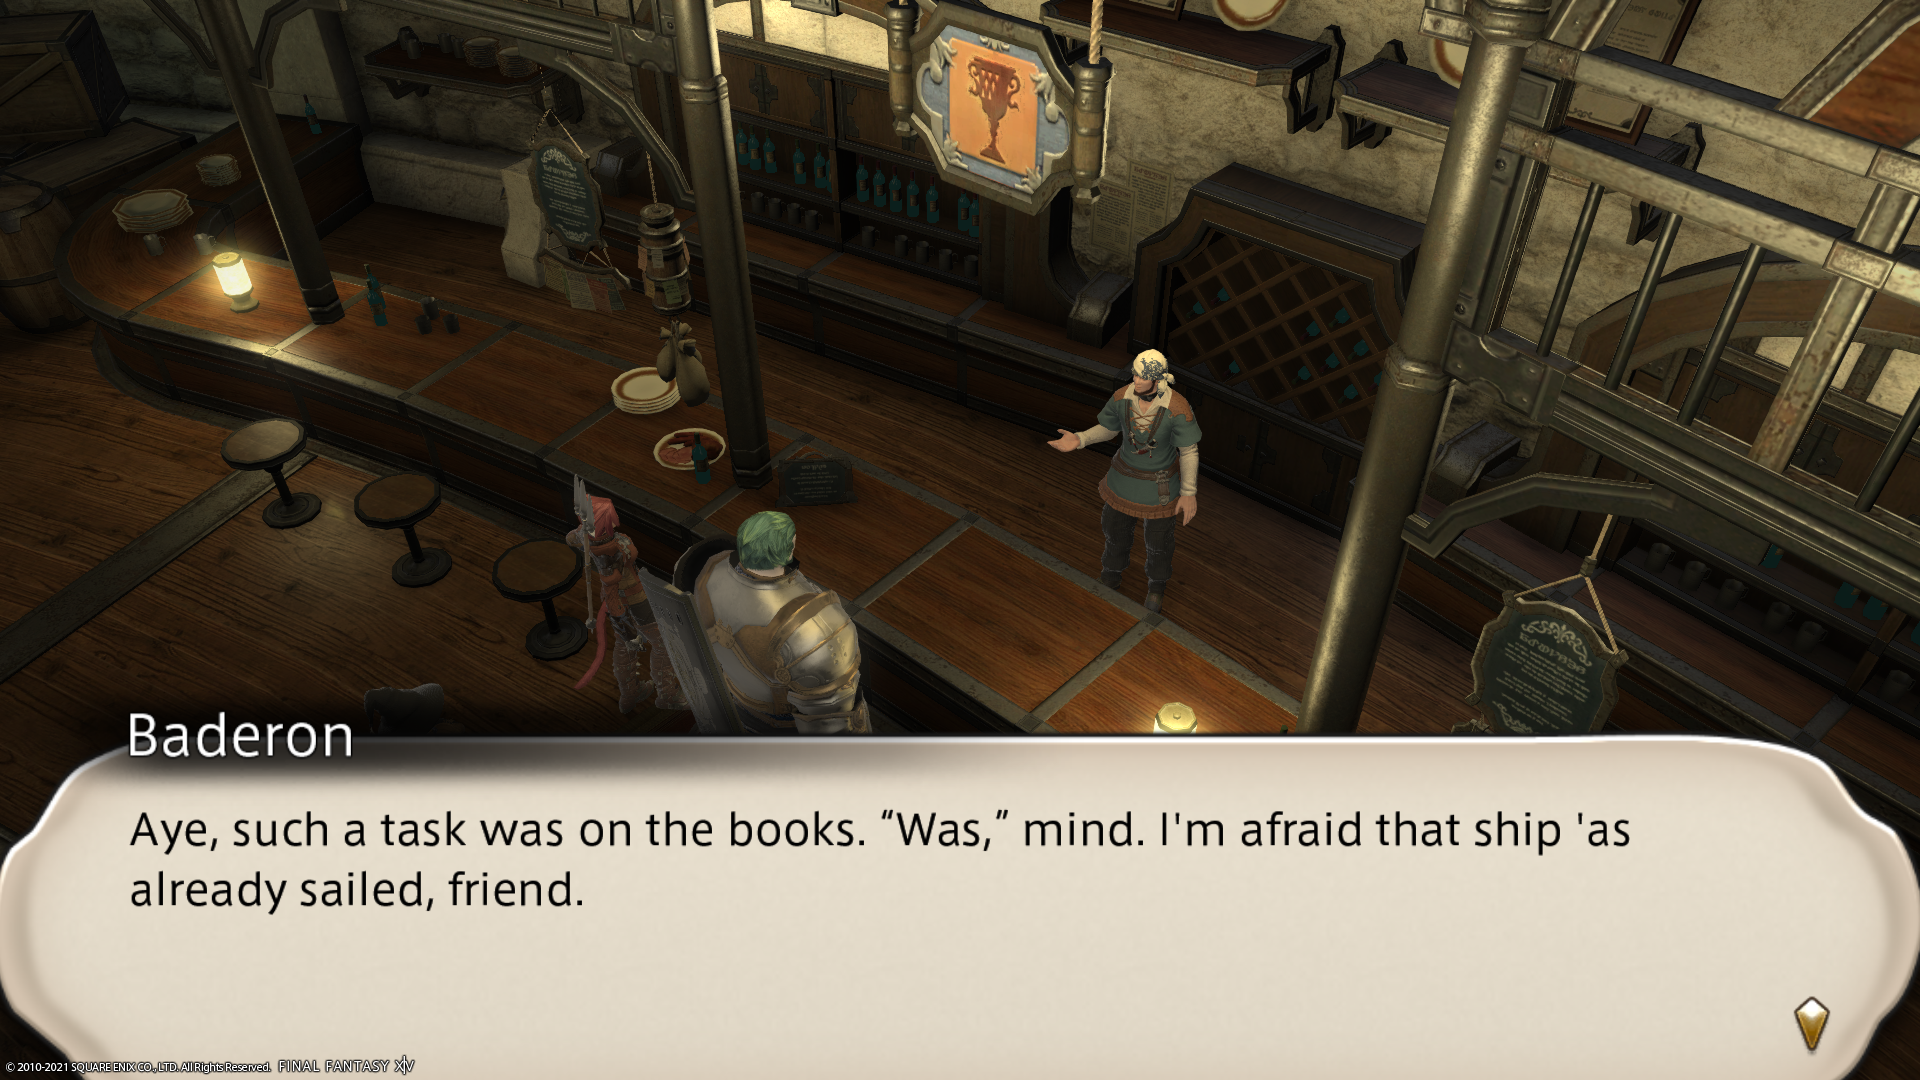 Baderon
Aye, such a task was on the books. “Was,” mind. I'm afraid that ship 'as
already sailed, friend.
© 2010-2021 SQUARE ENIX CO., LTD. All Rights Reserved. FINAL FANTASY XIV